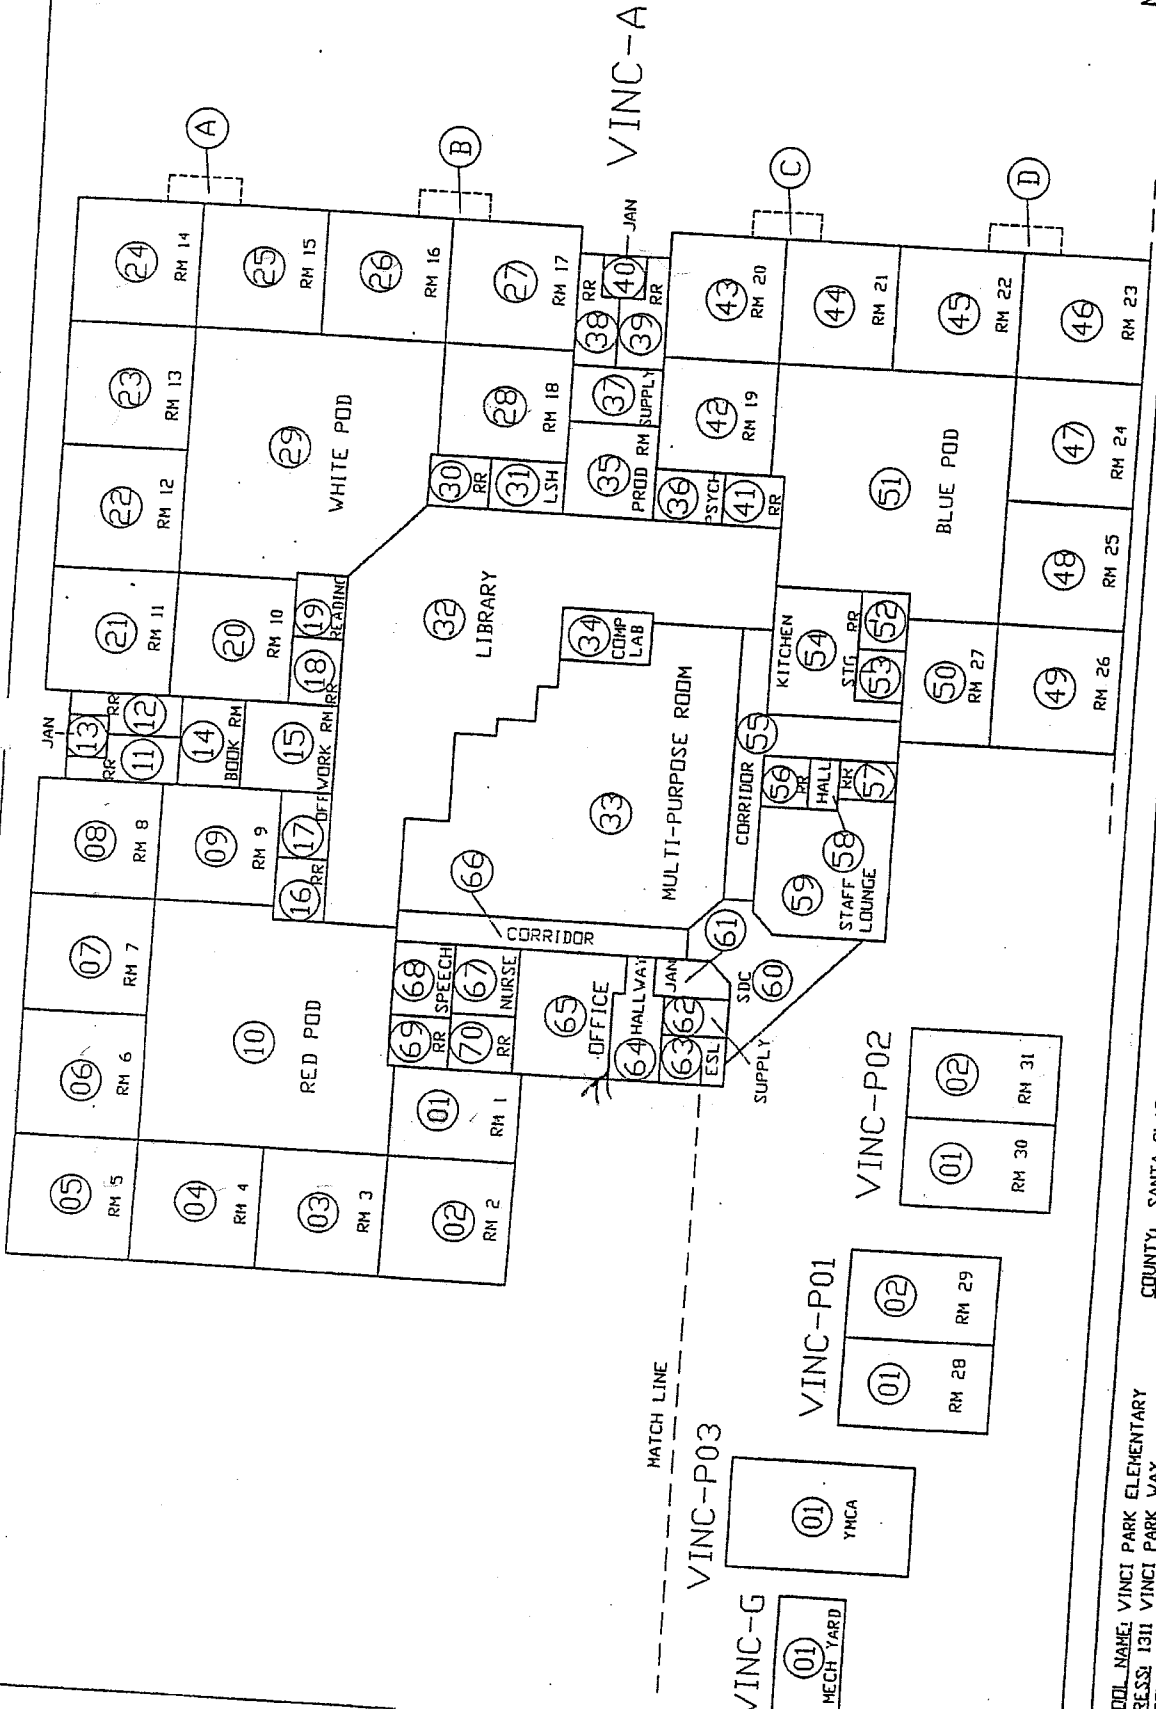 VINC-A
A
B
C
D
24
RM 14
25
RM 15
26
RM 16
27
RM 17
38
RR
40
JAN
39
RR
43
RM 20
44
RM 21
45
RM 22
46
RM 23
23
RM 13
22
RM 12
29
WHITE POD
28
RM 18
37
SUPPLY
35
PROD RM
42
RM 19
30
RR
31
LSH
36
PSYCH
41
RR
51
BLUE POD
47
RM 24
48
RM 25
21
RM 11
20
RM 10
19
READING
18
RR
32
LIBRARY
34
COMP
LAB
KITCHEN
54
52
RR
53
STG
50
RM 27
49
RM 26
JAN
13
12
RR
11
RR
14
BOOK RM
15
WORK RM
17
OFF
16
RR
33
MULTI-PURPOSE ROOM
55
CORRIDOR
56
RR
HALL
58
57
RR
59
STAFF
LOUNGE
08
RM 8
09
RM 9
07
RM 7
06
RM 6
10
RED POD
66
CORRIDOR
68
SPEECH
67
NURSE
69
RR
70
RR
65
OFFICE
64
HALLWAY
JAN
61
62
SUPPLY
63
ESL
SDC
60
05
RM 5
04
RM 4
03
RM 3
02
RM 2
01
RM 1
MATCH LINE
VINC-P02
01
RM 30
02
RM 31
VINC-P01
01
RM 28
02
RM 29
VINC-P03
01
YMCA
VINC-G
01
MECH YARD
NAME: VINCI PARK ELEMENTARY
1311 VINCI PARK WAY
COUNTY: SANTA